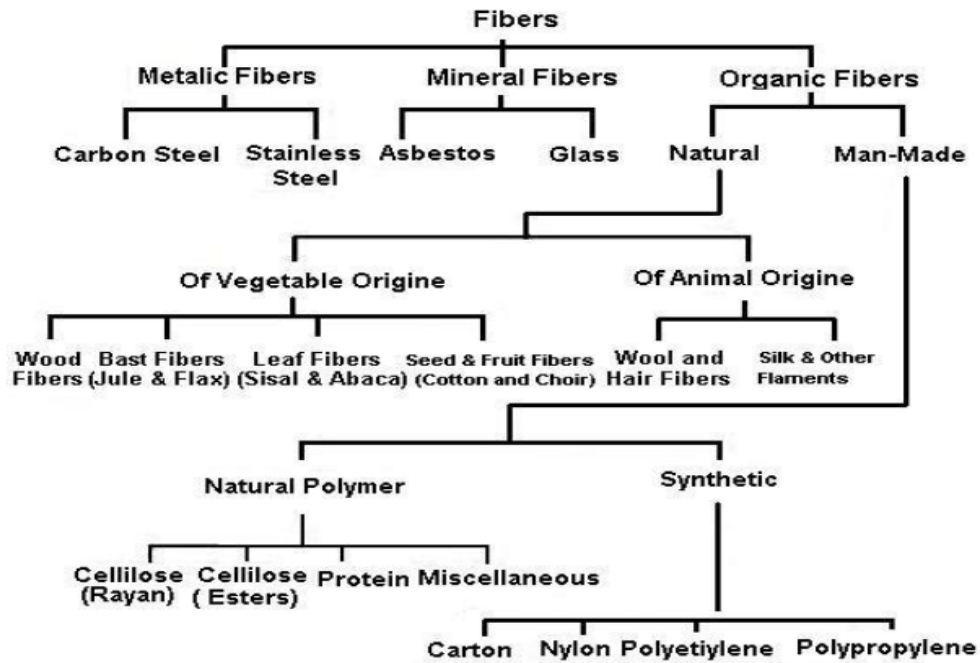 Fibers
Metalic Fibers
Mineral Fibers
Organic Fibers
Carbon Steel
Stainless
Steel
Asbestos
Glass
Natural
Man-Made
Of Vegetable Origine
Of Animal Origine
Wood
Fibers
Bast Fibers
(Jule & Flax)
Leaf Fibers
(Sisal & Abaca)
Seed & Fruit Fibers
(Cotton and Choir)
Wool and
Hair Fibers
Silk & Other
Flaments
Natural Polymer
Synthetic
Cellilose
(Rayan)
Cellilose
( Esters)
Protein
Miscellaneous
Carton
Nylon
Polyetiylene
Polypropylene